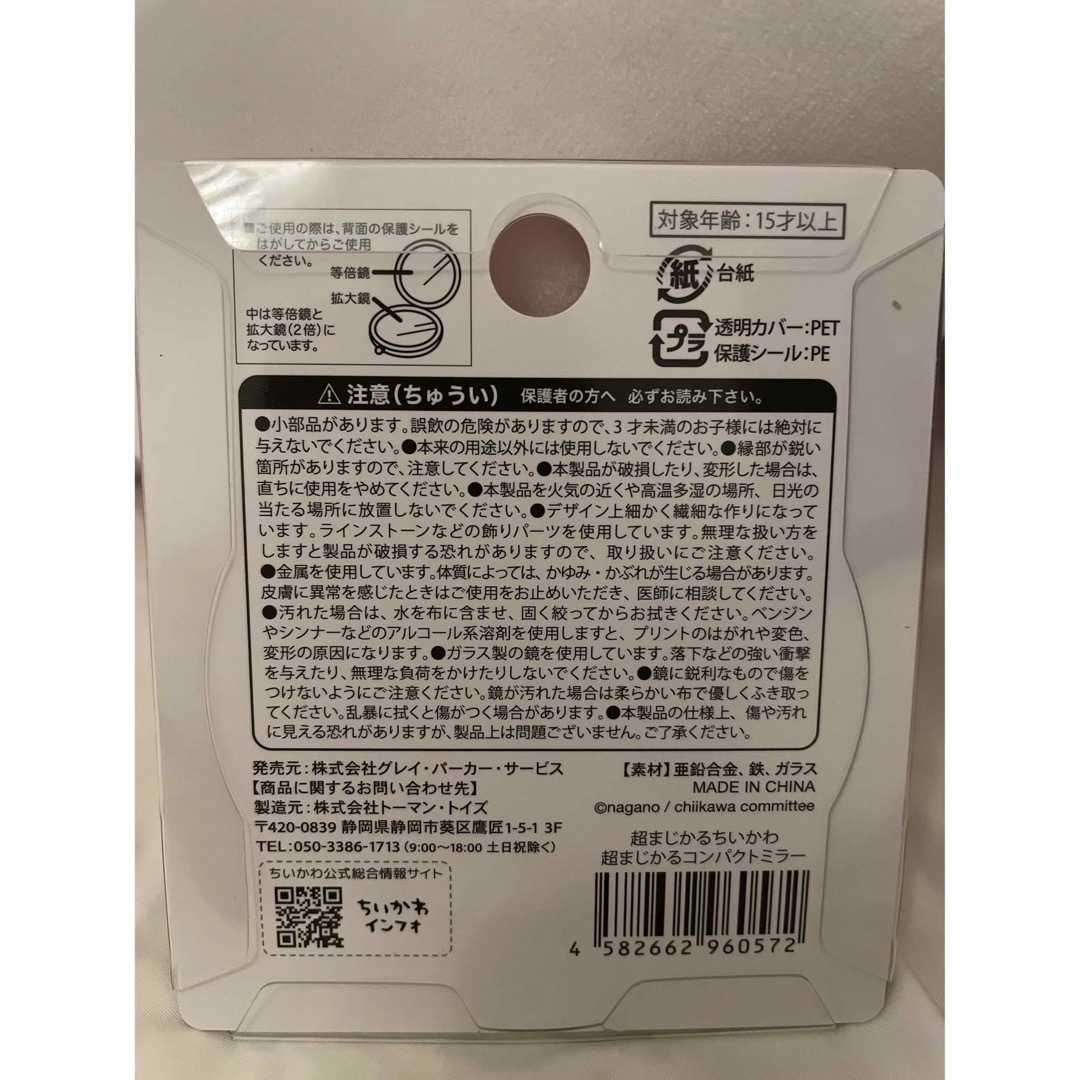 ■ご使用の際は、背面の保護シールを
はがしてからご使用
ください。
等倍鏡
拡大鏡
中は等倍鏡と
拡大鏡(2倍)に
なっています。
対象年齢：15才以上
紙 台紙
プラ 透明カバー：PET
保護シール：PE
⚠ 注意(ちゅうい) 保護者の方へ 必ずお読み下さい。
●小部品があります。誤飲の危険がありますので、3才未満のお子様には絶対に
与えないでください。●本来の用途以外には使用しないでください。●縁部が鋭い
箇所がありますので、注意してください。●本製品が破損したり、変形した場合は、
直ちに使用をやめてください。●本製品を火気の近くや高温多湿の場所、日光の
当たる場所に放置しないでください。●デザイン上細かく繊細な作りになって
います。ラインストーンなどの飾りパーツを使用しています。無理な扱い方を
しますと製品が破損する恐れがありますので、取り扱いにご注意ください。
●金属を使用しています。体質によっては、かゆみ・かぶれが生じる場合があります。
皮膚に異常を感じたときはご使用をお止めいただき、医師に相談してください。
●汚れた場合は、水を布に含ませ、固く絞ってからお拭きください。ベンジン
やシンナーなどのアルコール系溶剤を使用しますと、プリントのはがれや変色、
変形の原因になります。●ガラス製の鏡を使用しています。落下などの強い衝撃
を与えたり、無理な負荷をかけたりしないでください。●鏡に鋭利なもので傷を
つけないようにご注意ください。鏡が汚れた場合は柔らかい布で優しくふき取っ
てください。乱暴に拭くと傷がつく場合があります。●本製品の仕様上、傷や汚れ
に見える恐れがありますが、製品上は問題ございません。ご了承ください。
発売元：株式会社グレイ・パーカー・サービス
【商品に関するお問い合わせ先】
製造元：株式会社トーマン・トイズ
〒420-0839 静岡県静岡市葵区鷹匠1-5-1 3F
TEL：050-3386-1713（9:00〜18:00 土日祝除く）
【素材】亜鉛合金、鉄、ガラス
MADE IN CHINA
©nagano / chiikawa committee
超まじかるちいかわ
超まじかるコンパクトミラー
ちいかわ公式総合情報サイト
ちいかわ
インフォ
4 582662 960572